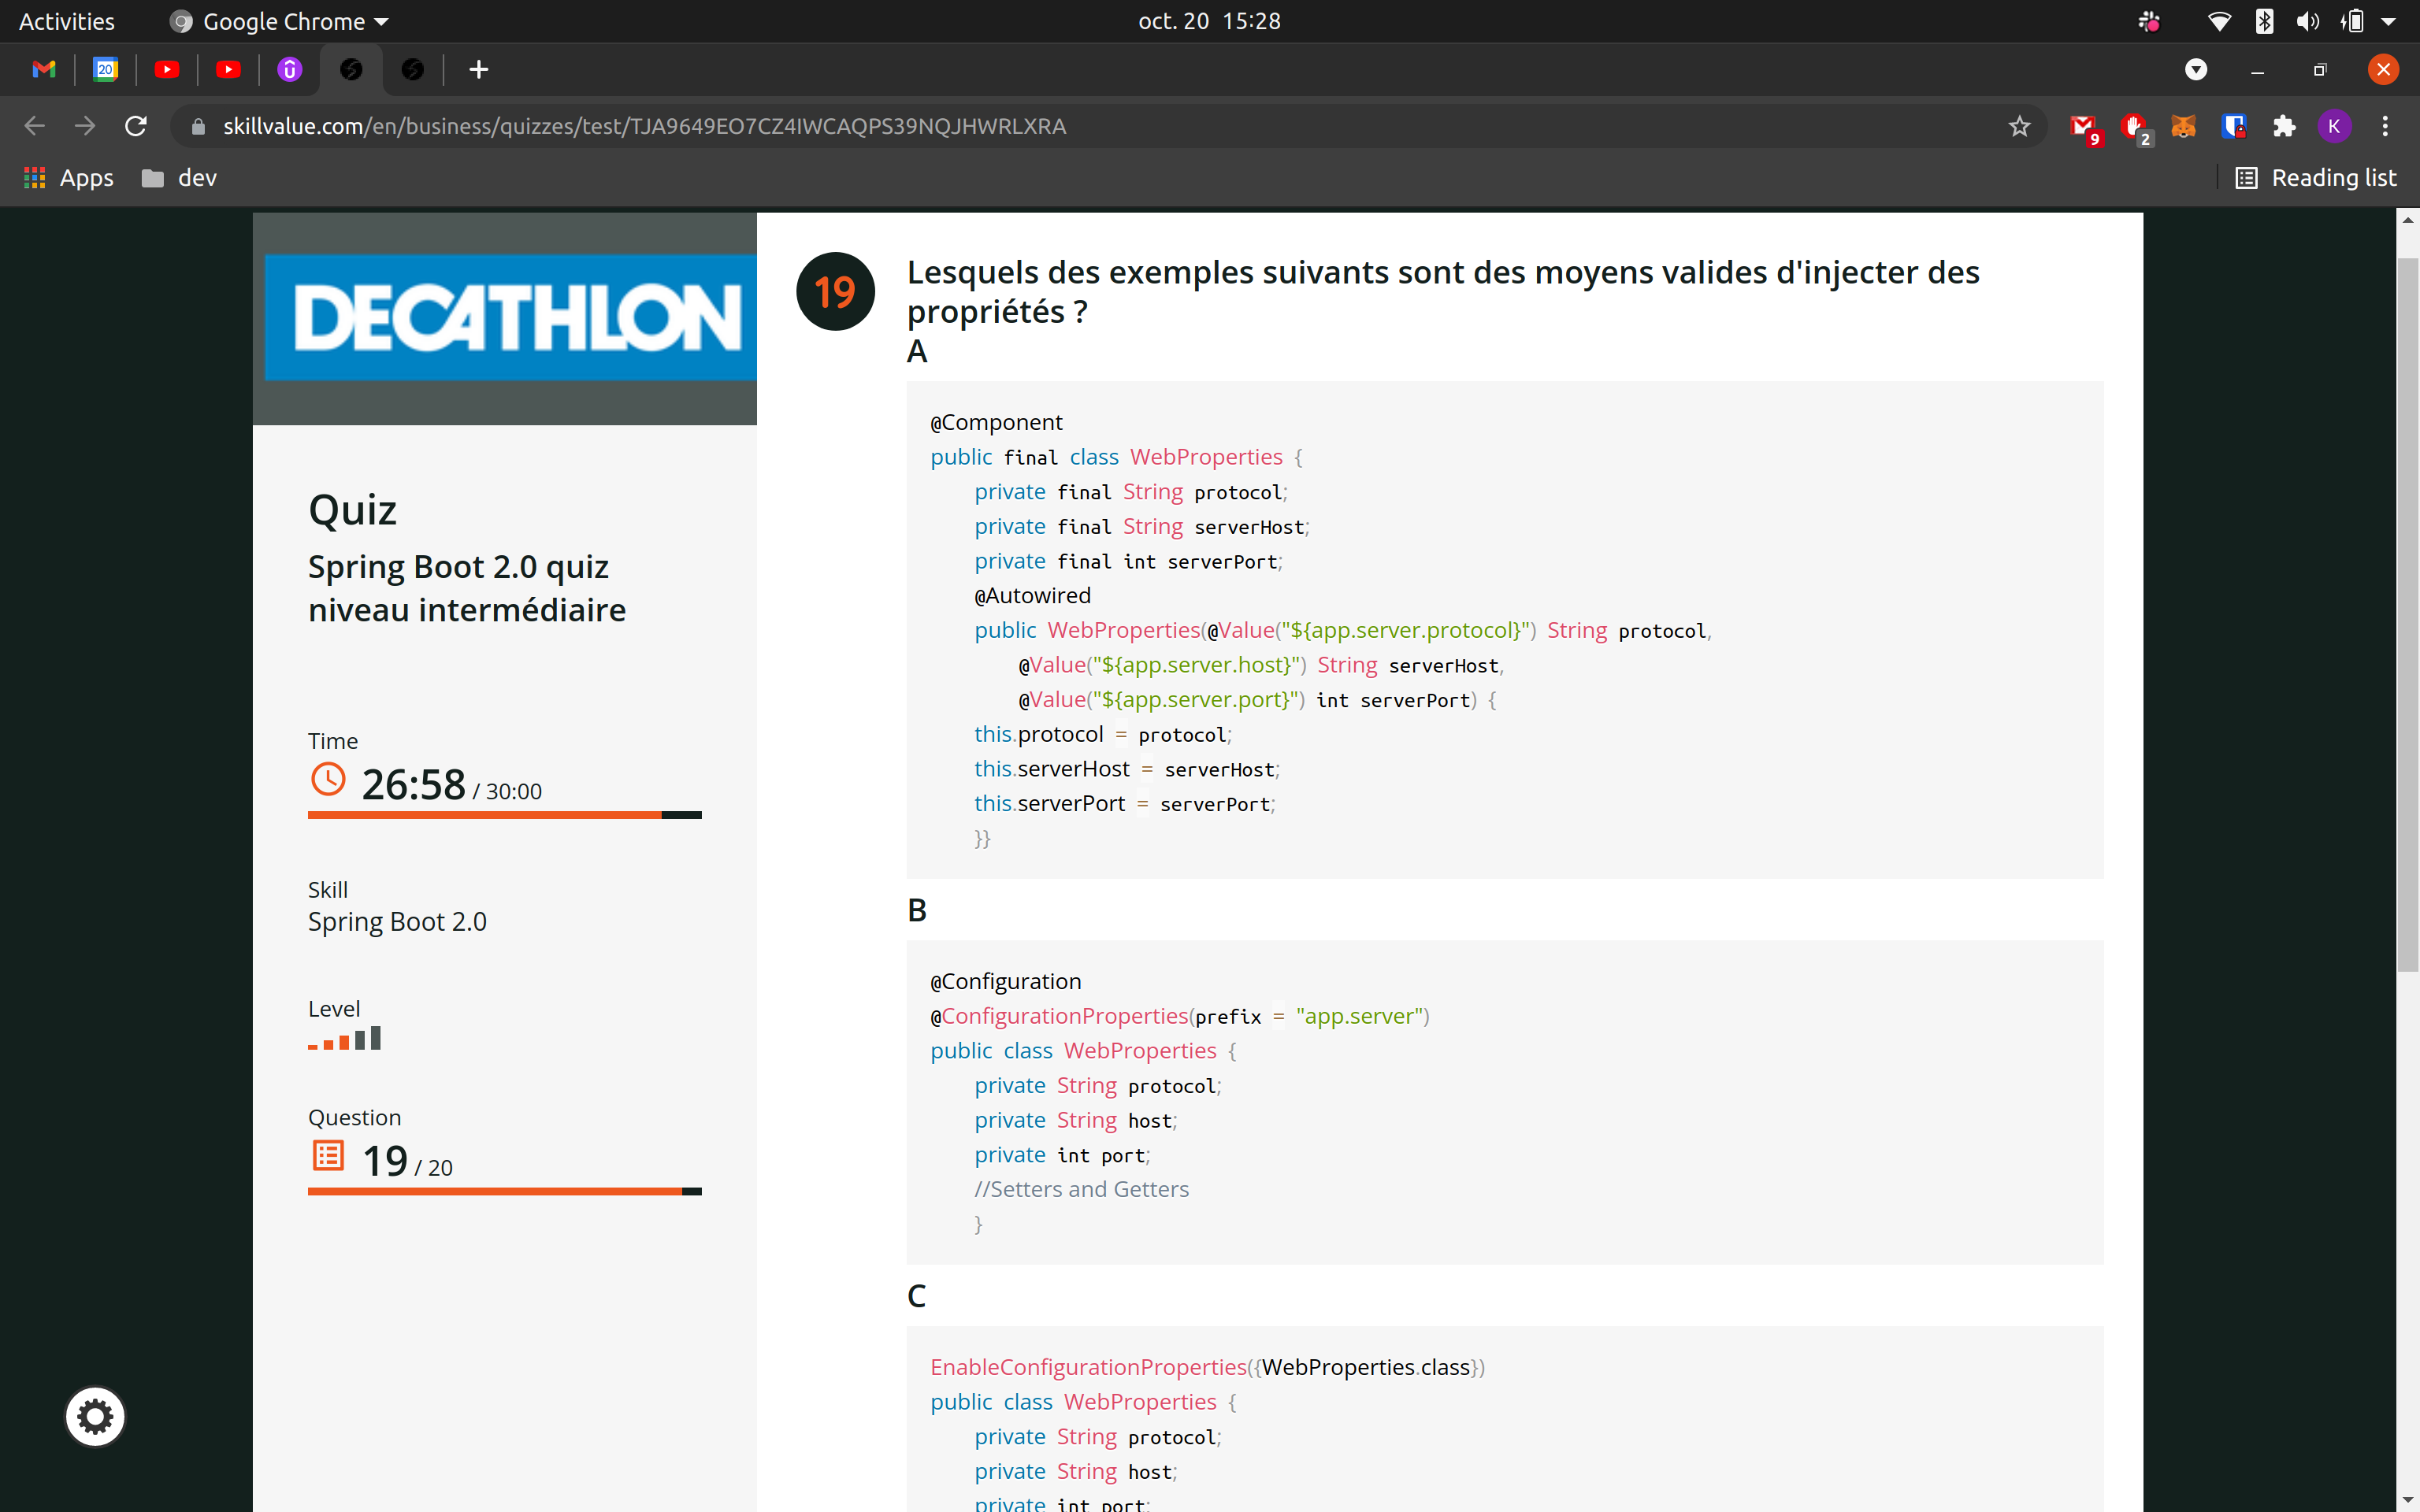 Activities
Google Chrome
oct. 20 15:28
20
skillvalue.com/en/business/quizzes/test/TJA9649EO7CZ4IWCAQPS39NQJHWRLXRA
9
2
K
Apps
dev
Reading list
DECATHLON
Quiz
Spring Boot 2.0 quiz
niveau intermédiaire
Time
26:58 / 30:00
Skill
Spring Boot 2.0
Level
Question
19 / 20
19
Lesquels des exemples suivants sont des moyens valides d'injecter des
propriétés ?
A
@Component
public final class WebProperties {
private final String protocol;
private final String serverHost;
private final int serverPort;
@Autowired
public WebProperties(@Value("${app.server.protocol}") String protocol,
@Value("${app.server.host}") String serverHost,
@Value("${app.server.port}") int serverPort) {
this.protocol = protocol;
this.serverHost = serverHost;
this.serverPort = serverPort;
}}
B
@Configuration
@ConfigurationProperties(prefix = "app.server")
public class WebProperties {
private String protocol;
private String host;
private int port;
//Setters and Getters
}
C
EnableConfigurationProperties({WebProperties.class})
public class WebProperties {
private String protocol;
private String host;
private int port;